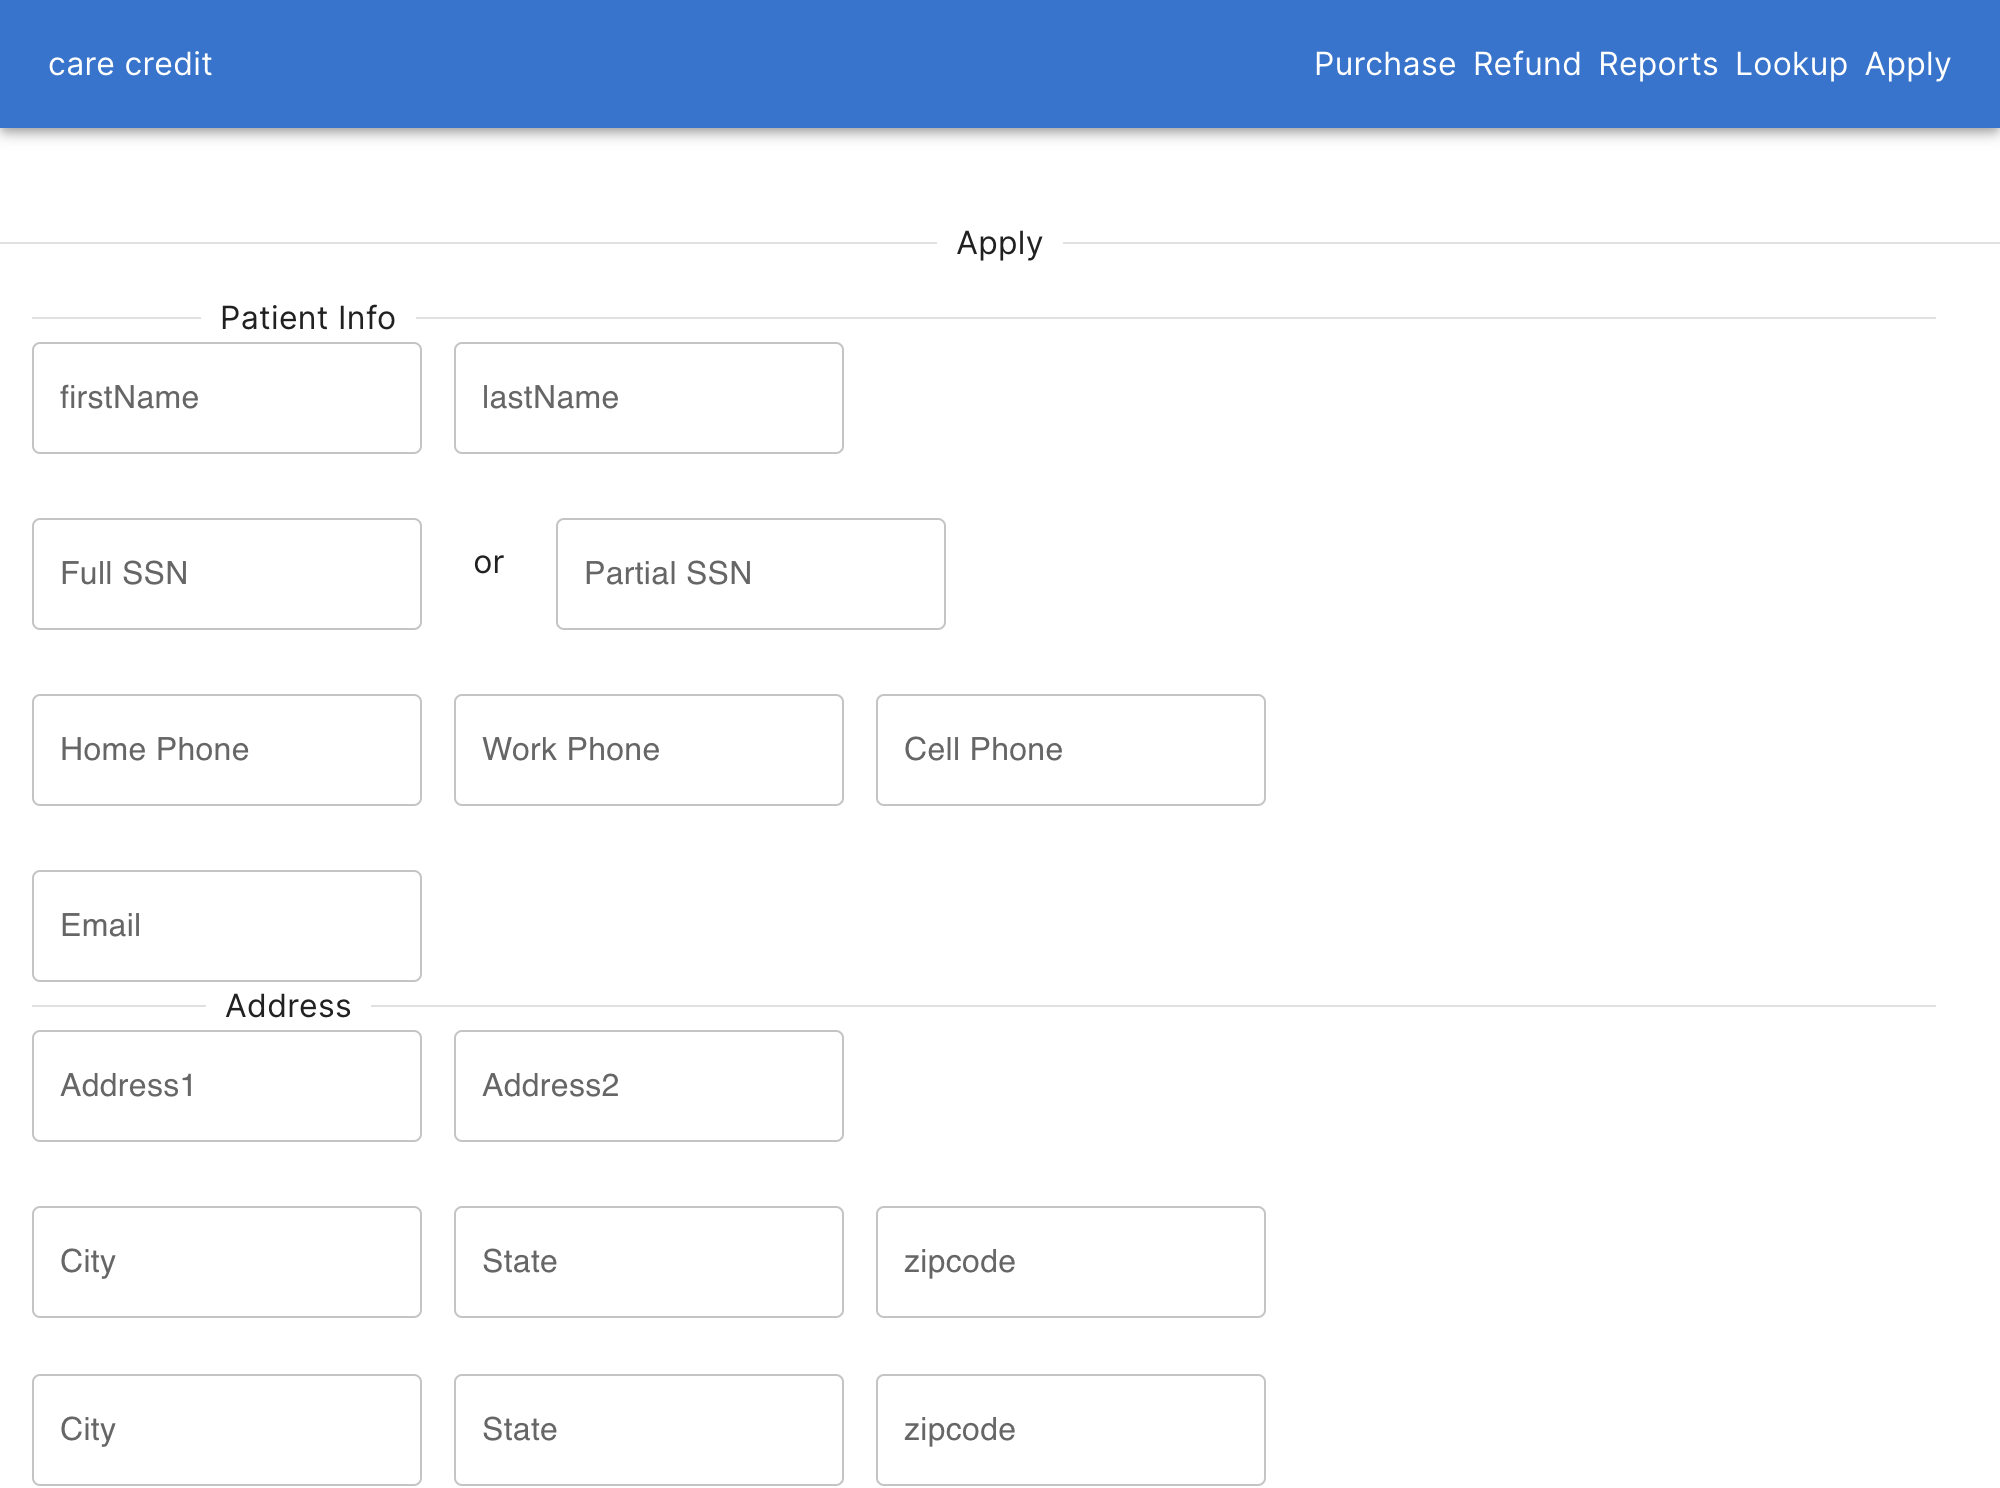 care credit Purchase Refund Reports Lookup Apply
Apply
Patient Info
firstName lastName
Full SSN or Partial SSN
Home Phone Work Phone Cell Phone
Email
Address
Address1 Address2
City State zipcode
City State zipcode